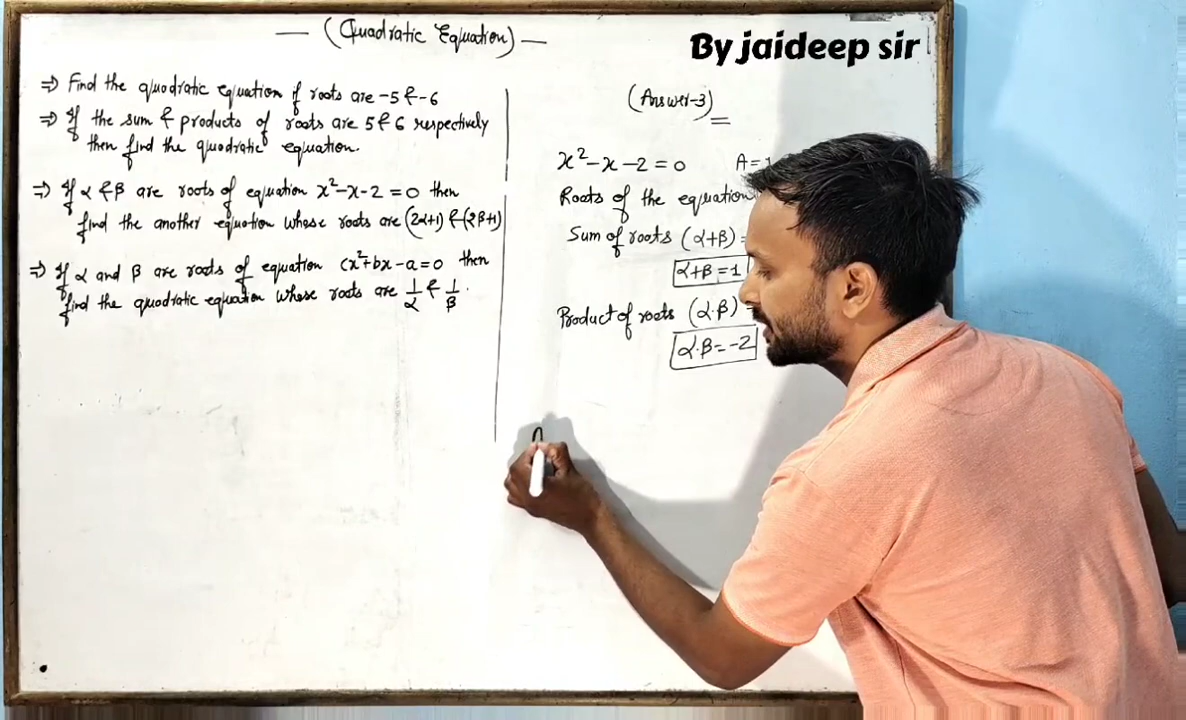 — (Quadratic Equation) —
By jaideep sir
⇒ Find the quadratic equation if roots are -5 & -6
⇒ If the sum & products of roots are 5 & 6 respectively
then find the quadratic equation.
⇒ If α & β are roots of equation x²-x-2=0 then
find the another equation whose roots are (2α+1) & (2β+1)
⇒ If α and β are roots of equation cx²+bx-a=0 then
find the quadratic equation whose roots are 1/α & 1/β.
(Answer-3)
x²-x-2=0 A=1
Roots of the equation
Sum of roots (α+β) =
α+β=1
Product of roots (α.β) =
α.β=-2